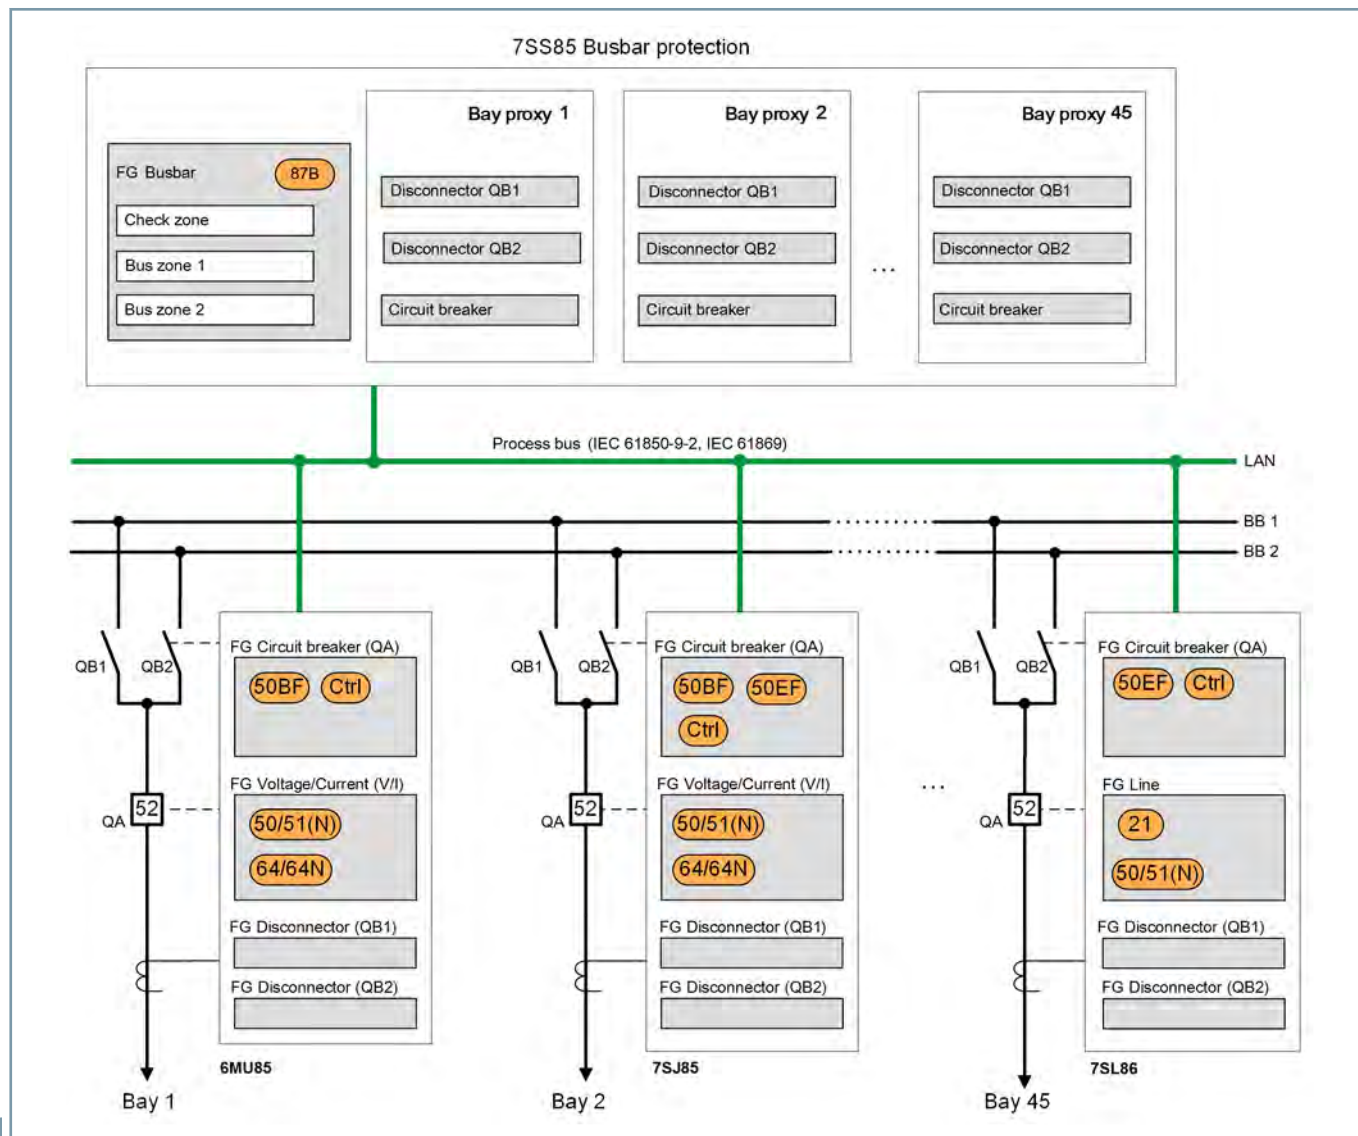 7SS85 Busbar protection
Bay proxy 1
Bay proxy 2
Bay proxy 45
FG Busbar
87B
Check zone
Bus zone 1
Bus zone 2
Disconnector QB1
Disconnector QB2
Circuit breaker
Disconnector QB1
Disconnector QB2
Circuit breaker
...
Disconnector QB1
Disconnector QB2
Circuit breaker
Process bus (IEC 61850-9-2, IEC 61869)
LAN
BB 1
BB 2
QB1
QB2
QA
52
FG Circuit breaker (QA)
50BF
Ctrl
FG Voltage/Current (V/I)
50/51(N)
64/64N
FG Disconnector (QB1)
FG Disconnector (QB2)
6MU85
Bay 1
QB1
QB2
QA
52
FG Circuit breaker (QA)
50BF
50EF
Ctrl
FG Voltage/Current (V/I)
50/51(N)
64/64N
FG Disconnector (QB1)
FG Disconnector (QB2)
7SJ85
Bay 2
...
QB1
QB2
QA
52
FG Circuit breaker (QA)
50EF
Ctrl
FG Line
21
50/51(N)
FG Disconnector (QB1)
FG Disconnector (QB2)
7SL86
Bay 45